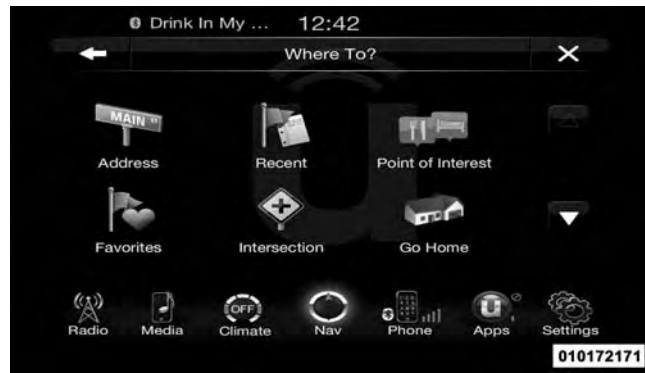 Drink In My ... 12:42
Where To?
MAIN ST
Address Recent Point of Interest
Favorites Intersection Go Home
OFF
Radio Media Climate Nav Phone Apps Settings
010172171